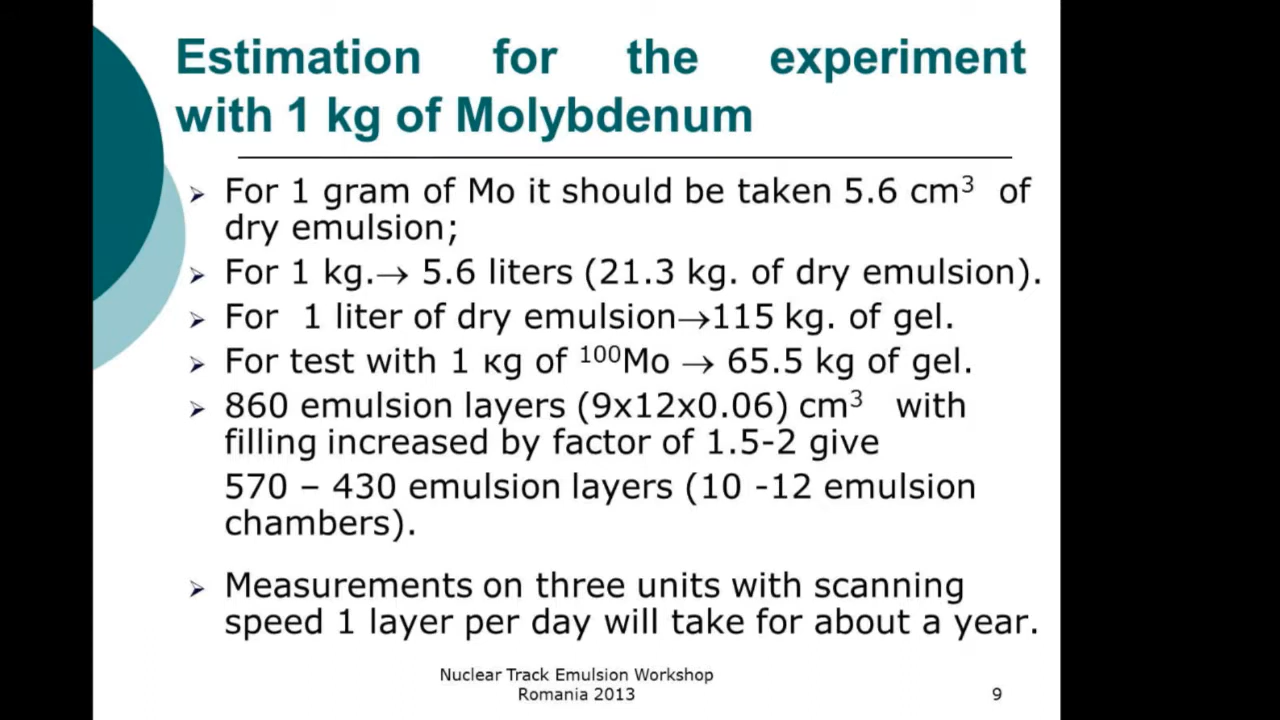 Estimation for the experiment
with 1 kg of Molybdenum
➢ For 1 gram of Mo it should be taken 5.6 cm³ of
dry emulsion;
➢ For 1 kg.→ 5.6 liters (21.3 kg. of dry emulsion).
➢ For 1 liter of dry emulsion→115 kg. of gel.
➢ For test with 1 кg of ¹⁰⁰Mo → 65.5 kg of gel.
➢ 860 emulsion layers (9x12x0.06) cm³ with
filling increased by factor of 1.5-2 give
570 – 430 emulsion layers (10 -12 emulsion
chambers).
➢ Measurements on three units with scanning
speed 1 layer per day will take for about a year.
Nuclear Track Emulsion Workshop
Romania 2013
9